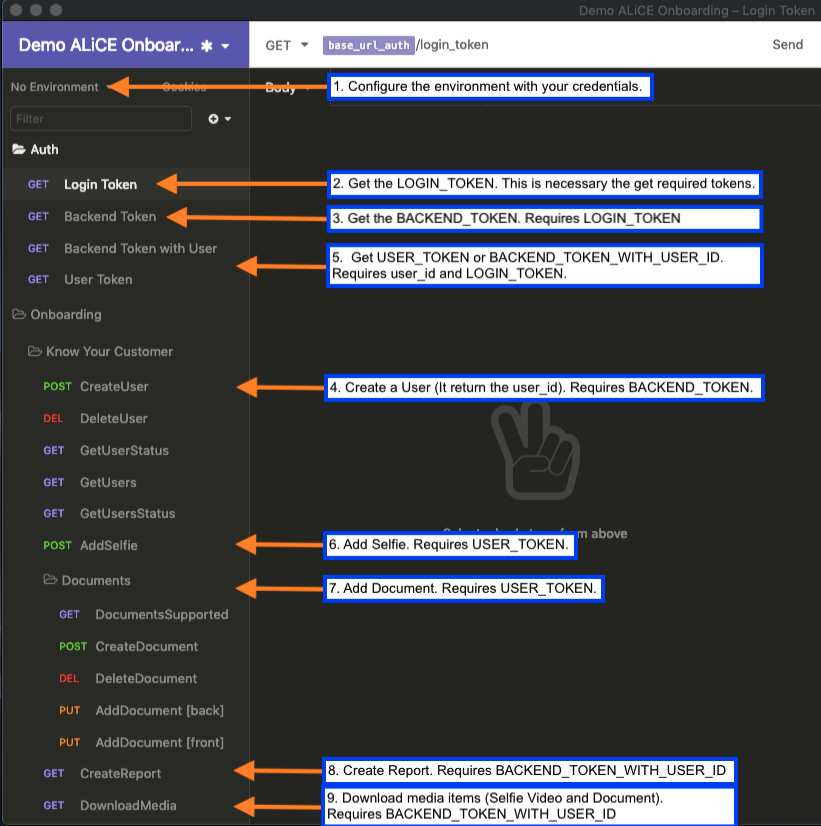 Demo ALiCE Onboarding – Login Token
Demo ALiCE Onboar... ✱
GET base_url_auth/login_token Send
No Environment Cookies Body
1. Configure the environment with your credentials.
Filter
Auth
GET Login Token
2. Get the LOGIN_TOKEN. This is necessary the get required tokens.
GET Backend Token
3. Get the BACKEND_TOKEN. Requires LOGIN_TOKEN
GET Backend Token with User
5. Get USER_TOKEN or BACKEND_TOKEN_WITH_USER_ID.
Requires user_id and LOGIN_TOKEN.
GET User Token
Onboarding
Know Your Customer
POST CreateUser
4. Create a User (It return the user_id). Requires BACKEND_TOKEN.
DEL DeleteUser
GET GetUserStatus
GET GetUsers
GET GetUsersStatus
from above
POST AddSelfie
6. Add Selfie. Requires USER_TOKEN.
Documents
7. Add Document. Requires USER_TOKEN.
GET DocumentsSupported
POST CreateDocument
DEL DeleteDocument
PUT AddDocument [back]
PUT AddDocument [front]
GET CreateReport
8. Create Report. Requires BACKEND_TOKEN_WITH_USER_ID
GET DownloadMedia
9. Download media items (Selfie Video and Document).
Requires BACKEND_TOKEN_WITH_USER_ID